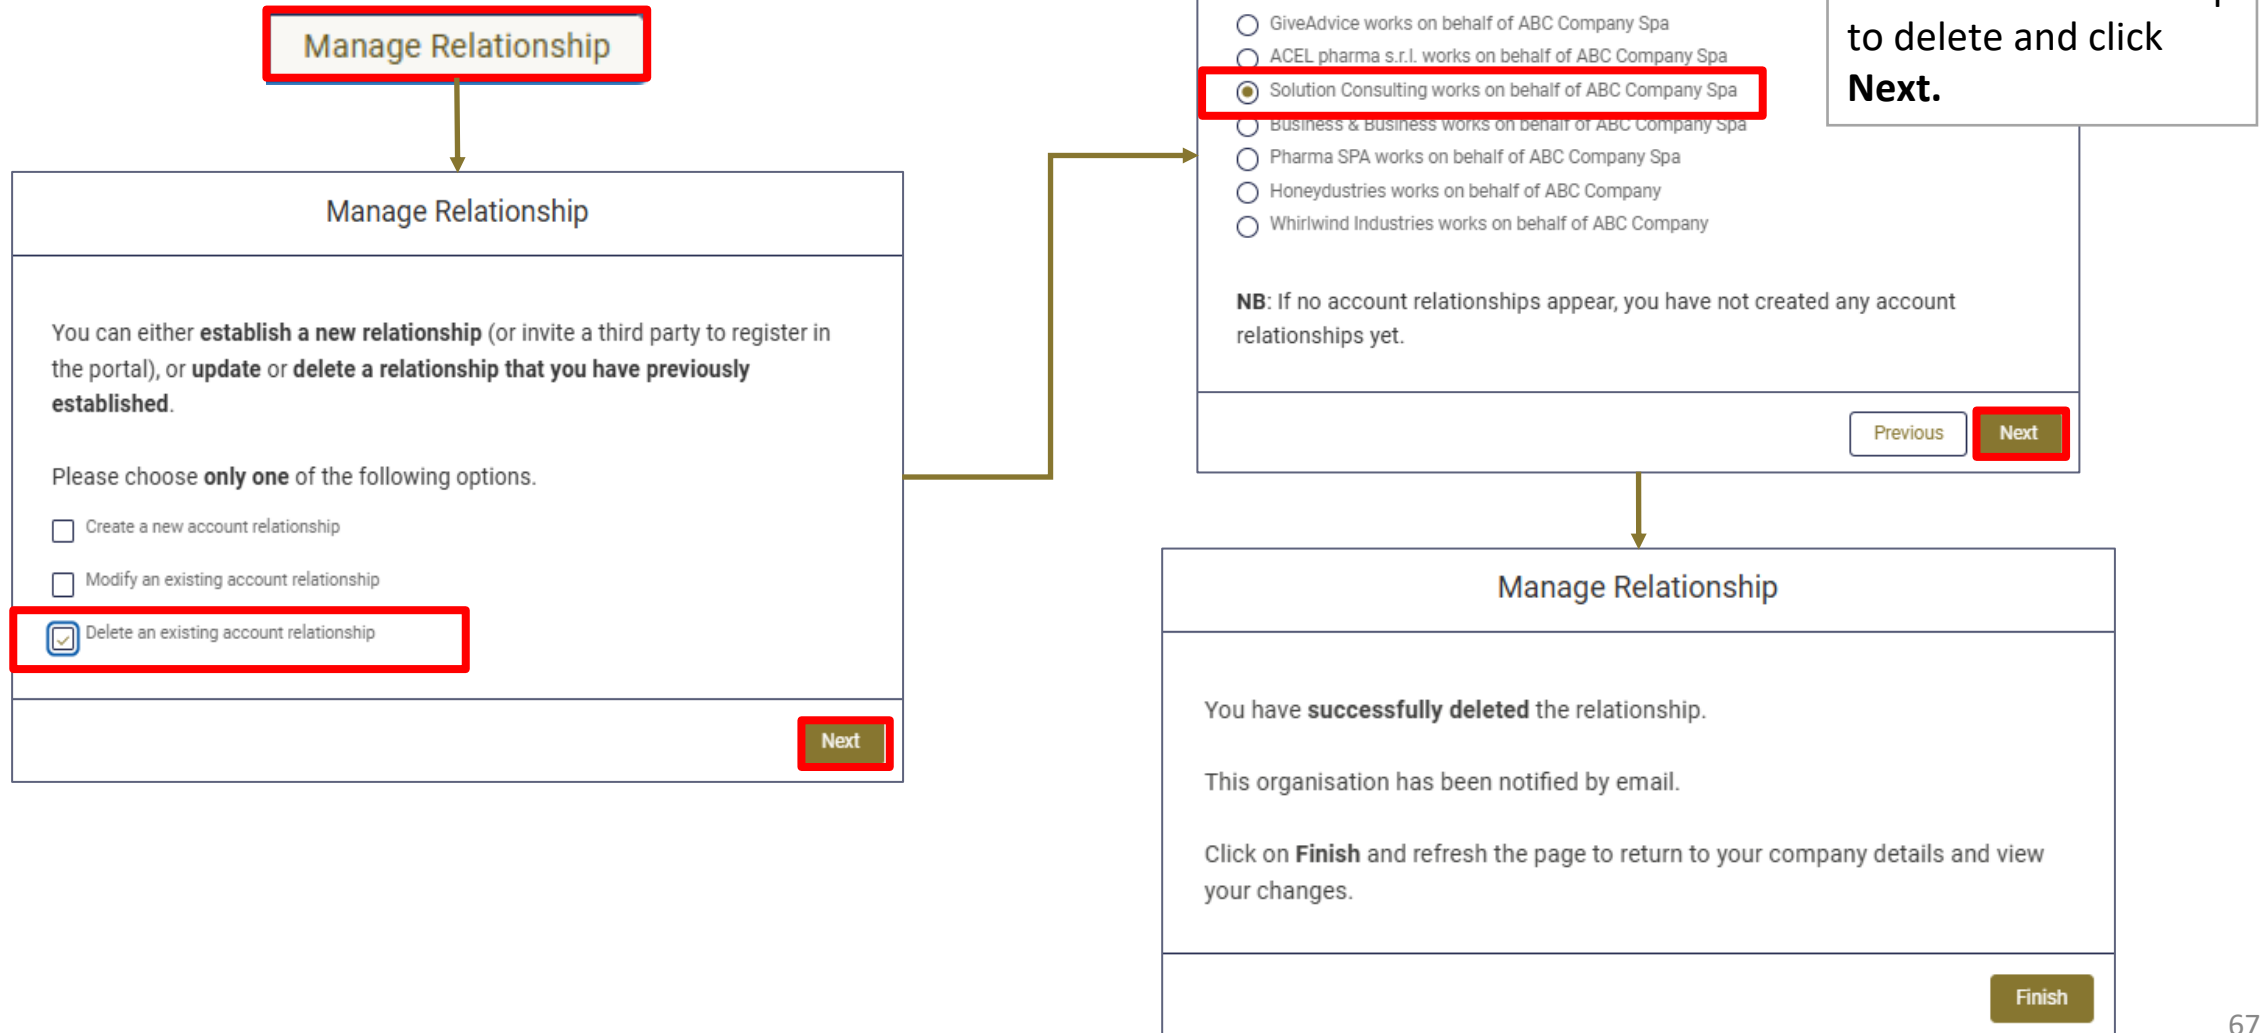 Manage Relationship
Manage Relationship
You can either establish a new relationship (or invite a third party to register in
the portal), or update or delete a relationship that you have previously
established.
Please choose only one of the following options.
Create a new account relationship
Modify an existing account relationship
Delete an existing account relationship
Next
GiveAdvice works on behalf of ABC Company Spa
ACEL pharma s.r.l. works on behalf of ABC Company Spa
Solution Consulting works on behalf of ABC Company Spa
Business & Business works on behalf of ABC Company Spa
Pharma SPA works on behalf of ABC Company Spa
Honeydustries works on behalf of ABC Company
Whirlwind Industries works on behalf of ABC Company
NB: If no account relationships appear, you have not created any account
relationships yet.
Previous
Next
to delete and click
Next.
Manage Relationship
You have successfully deleted the relationship.
This organisation has been notified by email.
Click on Finish and refresh the page to return to your company details and view
your changes.
Finish
67